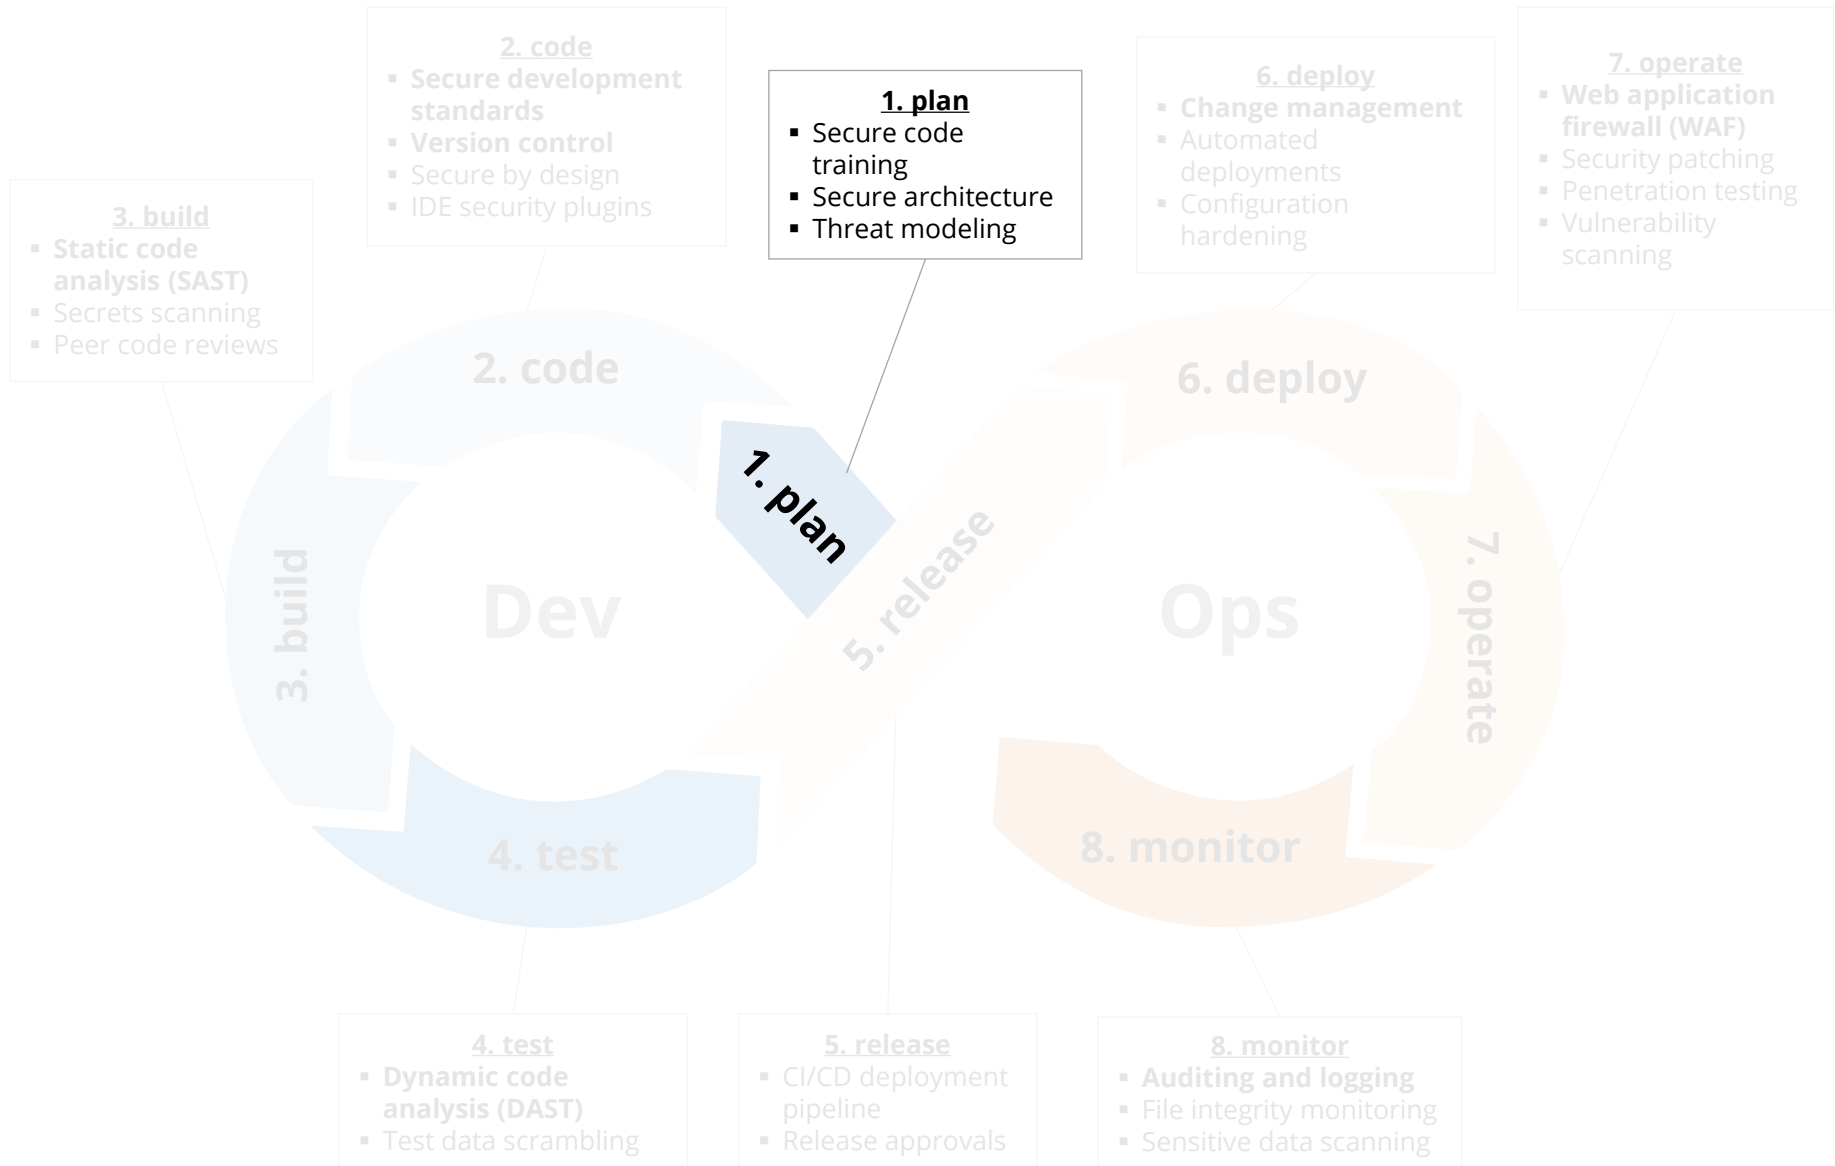 2. code
▪ Secure development
standards
▪ Version control
▪ Secure by design
▪ IDE security plugins
1. plan
▪ Secure code
training
▪ Secure architecture
▪ Threat modeling
6. deploy
▪ Change management
▪ Automated
deployments
▪ Configuration
hardening
7. operate
▪ Web application
firewall (WAF)
▪ Security patching
▪ Penetration testing
▪ Vulnerability
scanning
3. build
▪ Static code
analysis (SAST)
▪ Secrets scanning
▪ Peer code reviews
2. code
6. deploy
1. plan
3. build
Dev
5. release
Ops
7. operate
4. test
8. monitor
4. test
▪ Dynamic code
analysis (DAST)
▪ Test data scrambling
5. release
▪ CI/CD deployment
pipeline
▪ Release approvals
8. monitor
▪ Auditing and logging
▪ File integrity monitoring
▪ Sensitive data scanning